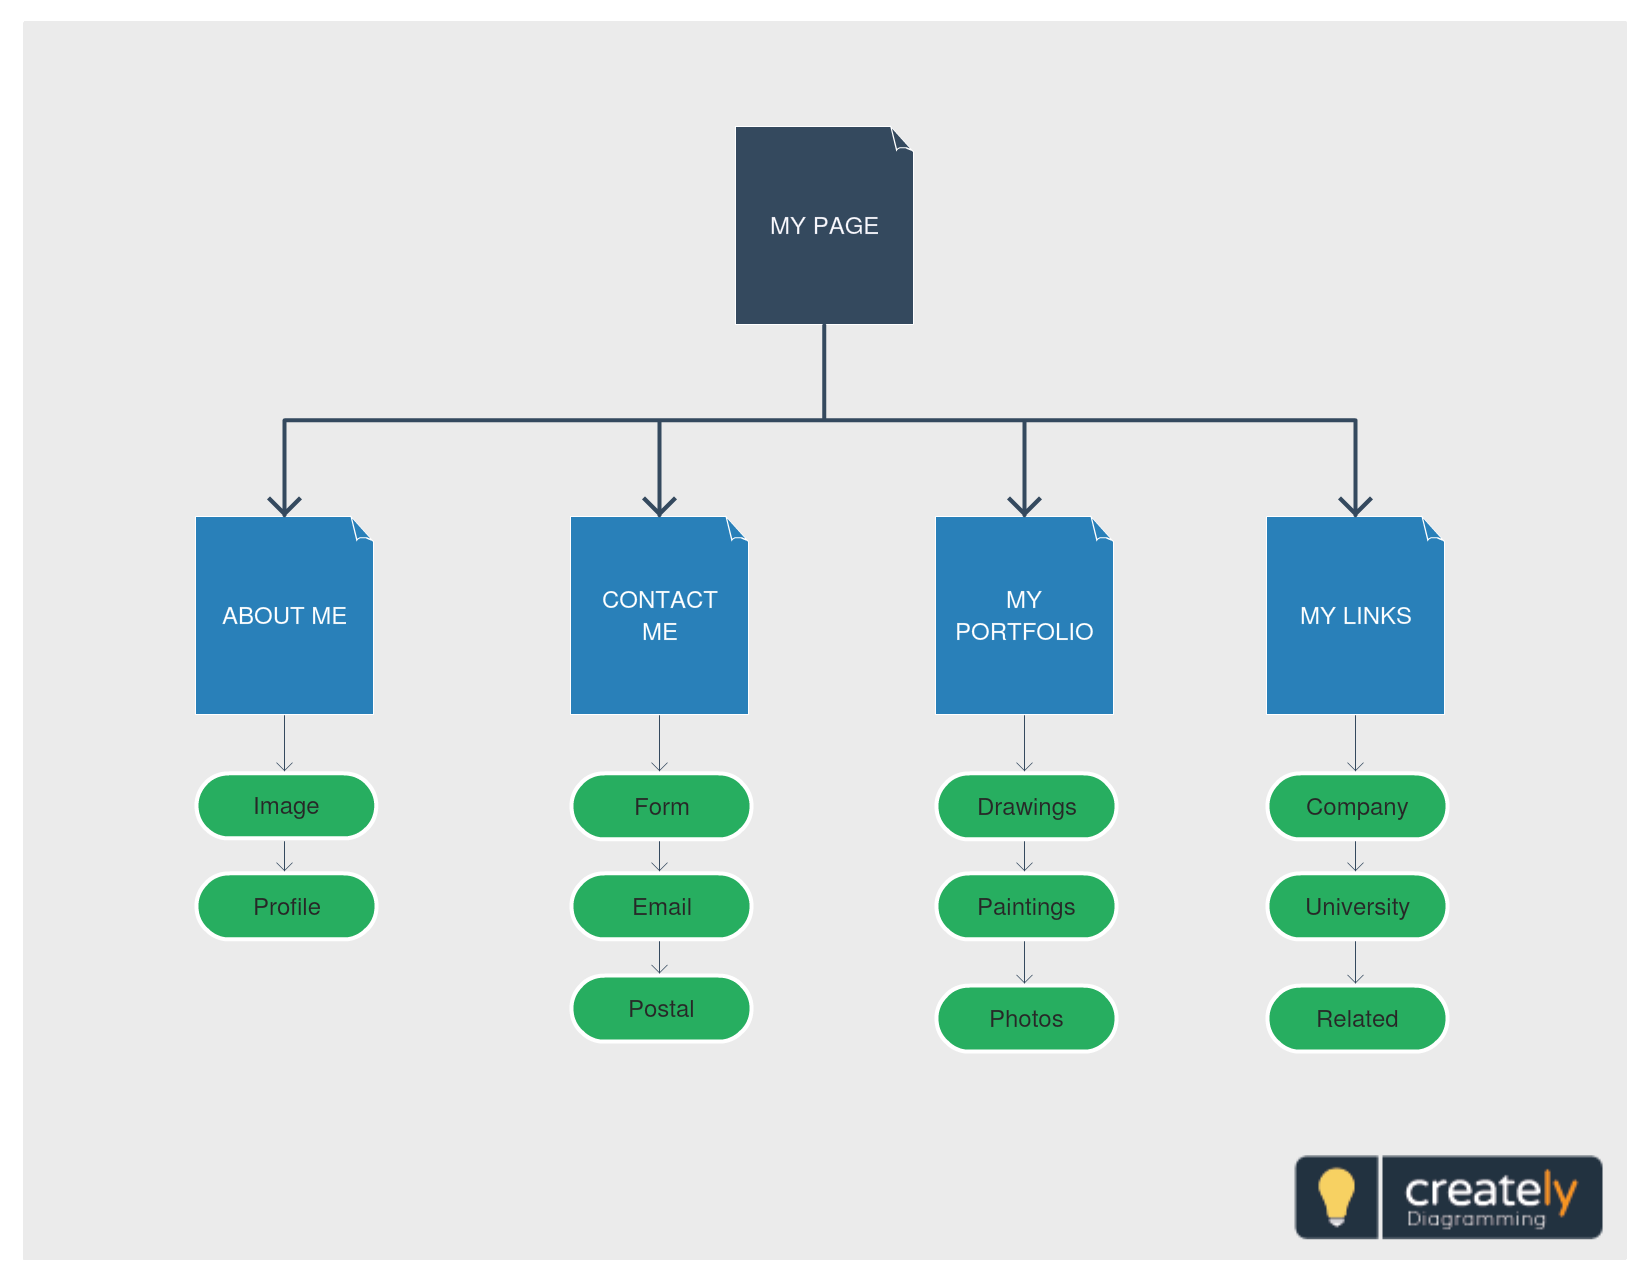 MY PAGE
ABOUT ME
CONTACT
ME
MY
PORTFOLIO
MY LINKS
Image
Form
Drawings
Company
Profile
Email
Paintings
University
Postal
Photos
Related
creately
Diagramming